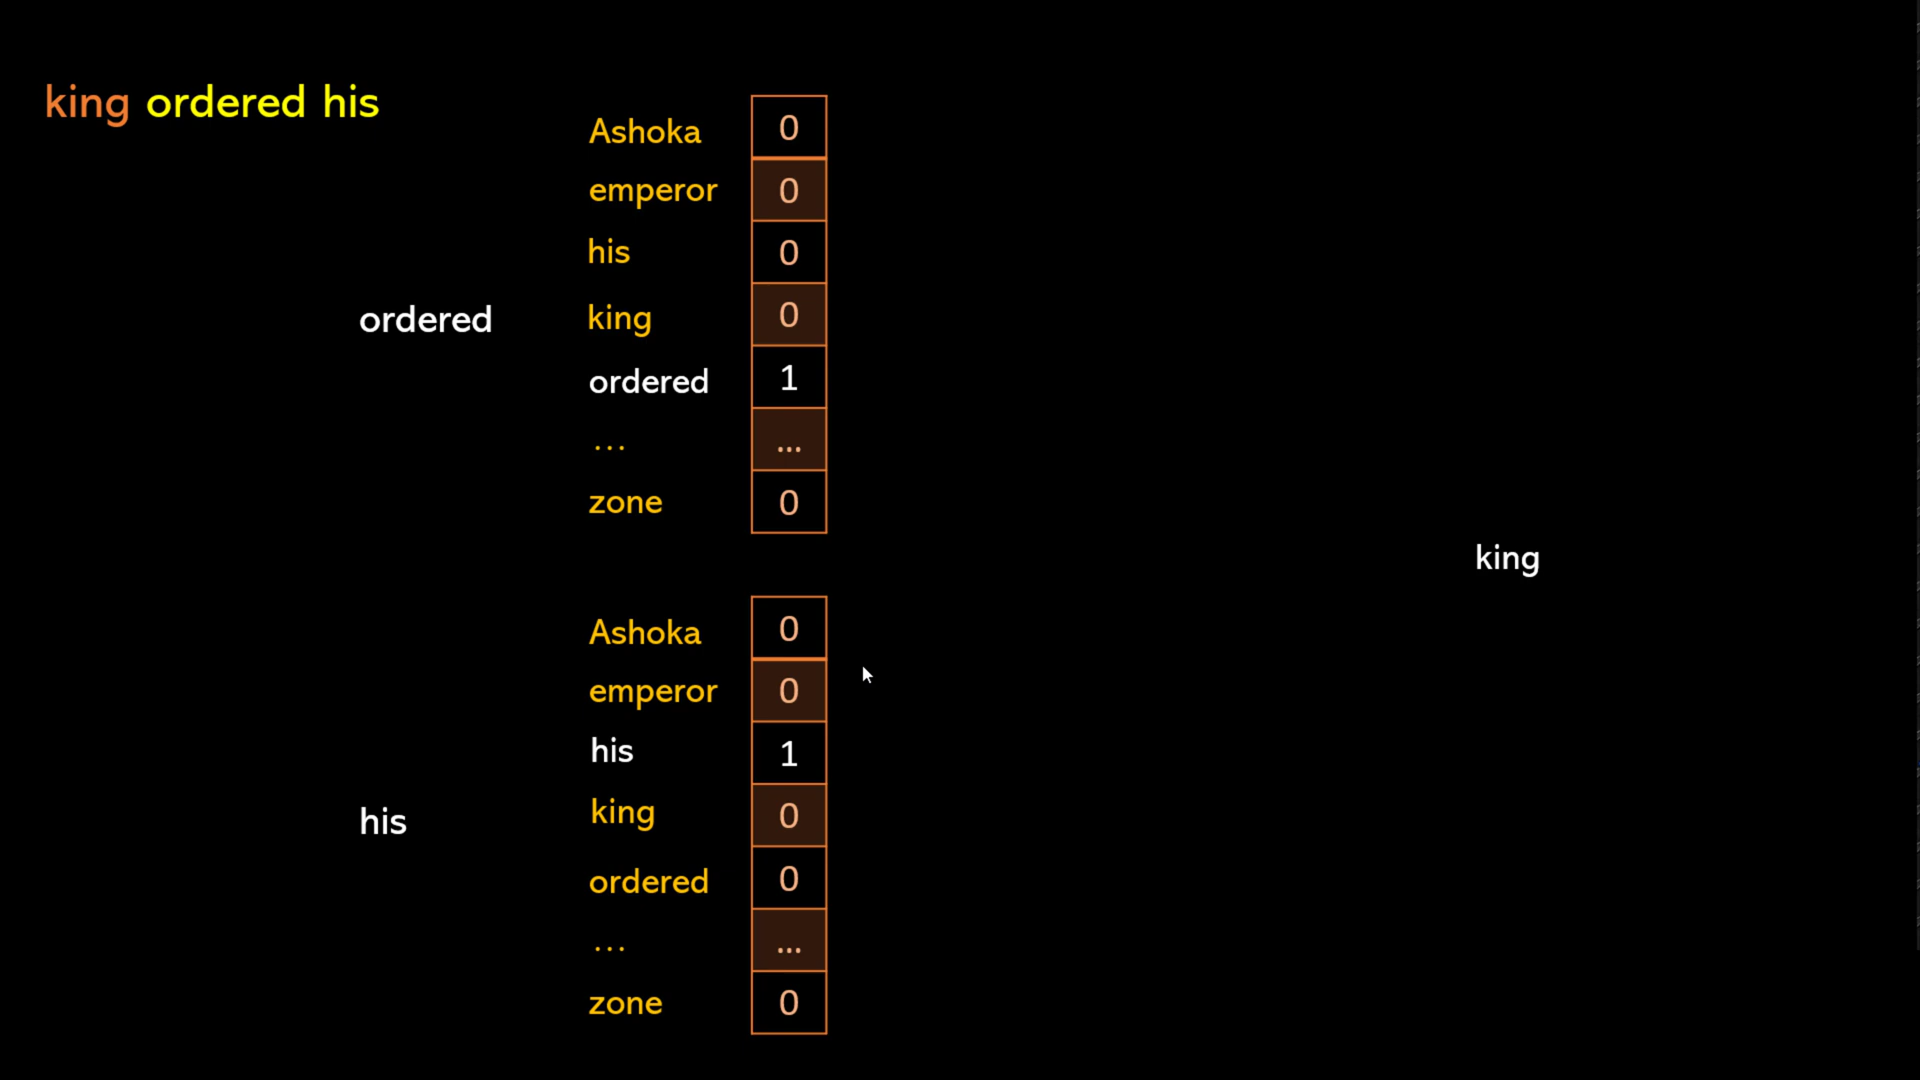 king ordered his
Ashoka 0
emperor 0
his 0
king 0
ordered
ordered 1
... ...
zone 0
king
Ashoka 0
emperor 0
his 1
king 0
his
ordered 0
... ...
zone 0